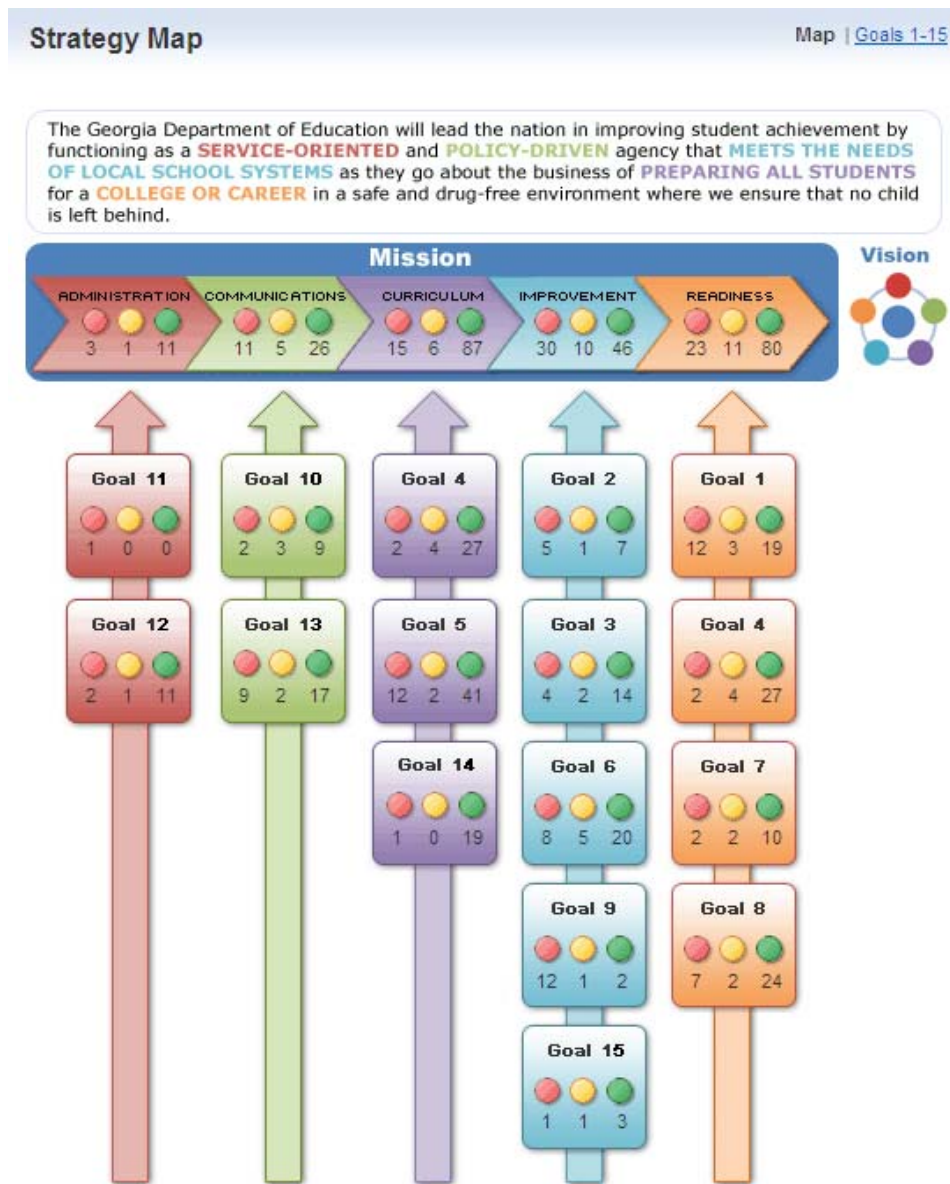 Strategy Map
Map | Goals 1-15
The Georgia Department of Education will lead the nation in improving student achievement by
functioning as a SERVICE-ORIENTED and POLICY-DRIVEN agency that MEETS THE NEEDS
OF LOCAL SCHOOL SYSTEMS as they go about the business of PREPARING ALL STUDENTS
for a COLLEGE OR CAREER in a safe and drug-free environment where we ensure that no child
is left behind.
Mission
Vision
ADMINISTRATION COMMUNICATIONS CURRICULUM IMPROVEMENT READINESS
3 1 11 11 5 26 15 6 87 30 10 46 23 11 80
Goal 11 Goal 10 Goal 4 Goal 2 Goal 1
1 0 0 2 3 9 2 4 27 5 1 7 12 3 19
Goal 12 Goal 13 Goal 5 Goal 3 Goal 4
2 1 11 9 2 17 12 2 41 4 2 14 2 4 27
Goal 14 Goal 6 Goal 7
1 0 19 8 5 20 2 2 10
Goal 9 Goal 8
12 1 2 7 2 24
Goal 15
1 1 3